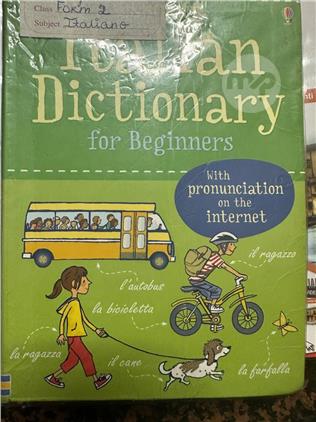 Class Form 2
Subject Italiano
Italian
Dictionary
for Beginners
With
pronunciation
on the
internet
il ragazzo
l'autobus
la bicicletta
la ragazza
il cane
la farfalla